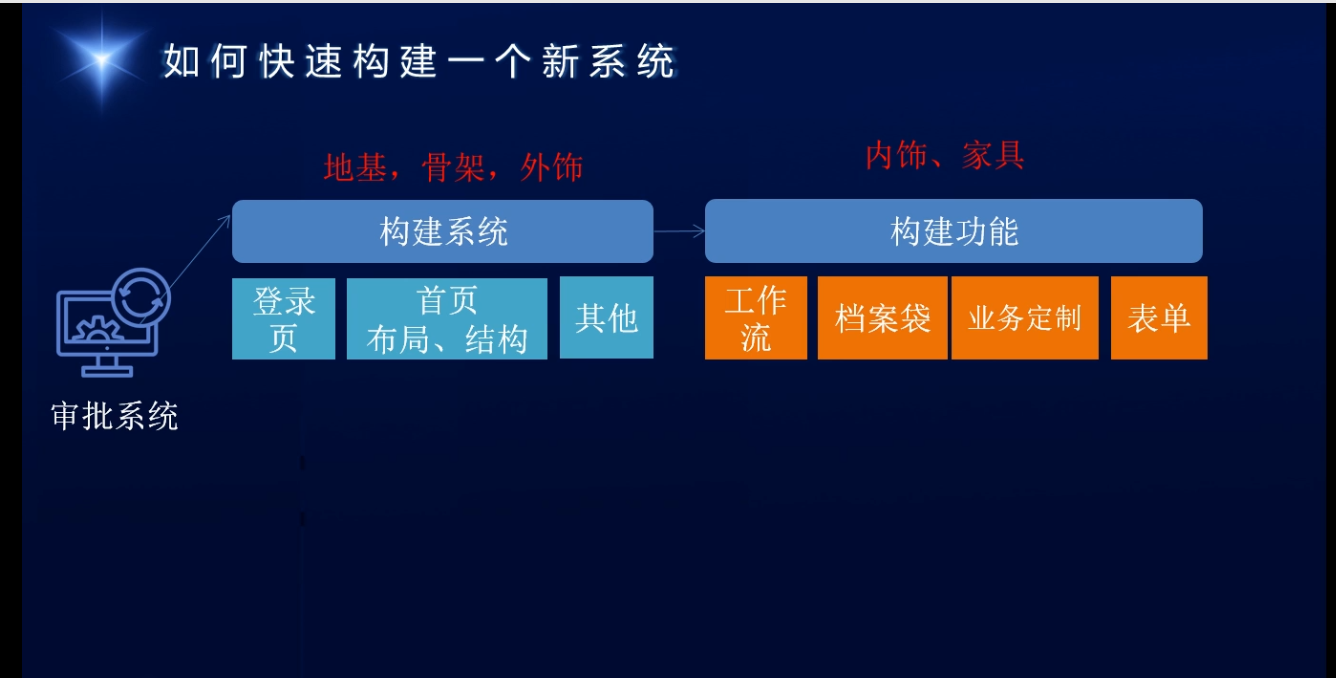 如何快速构建一个新系统
地基，骨架，外饰
内饰、家具
构建系统
构建功能
登录
页
首页
布局、结构
其他
工作
流
档案袋
业务定制
表单
审批系统